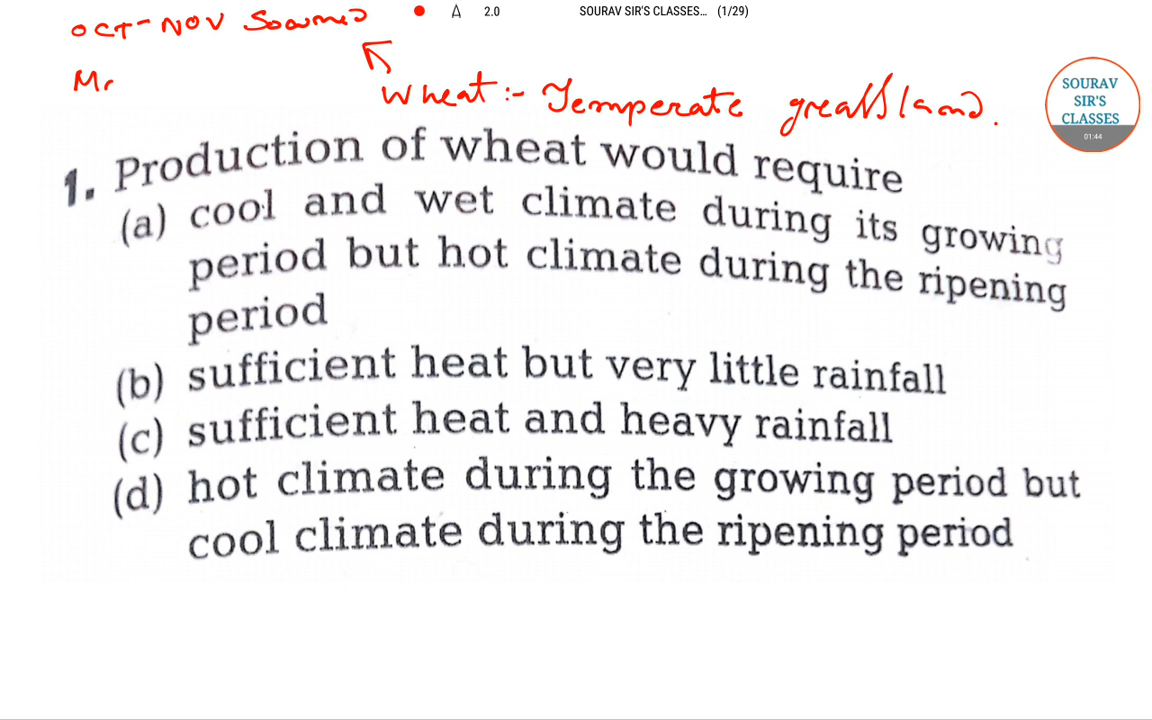 OCT-NOV
A 2.0 SOURAV SIR'S CLASSES... (1/29)
Mr
Wheat:- Temperate
SOURAV
SIR'S
CLASSES
01:44
1. Production of wheat would require
(a) cool and wet climate during its growing
period but hot climate during the ripening
period
(b) sufficient heat but very little rainfall
(c) sufficient heat and heavy rainfall
(d) hot climate during the growing period but
cool climate during the ripening period